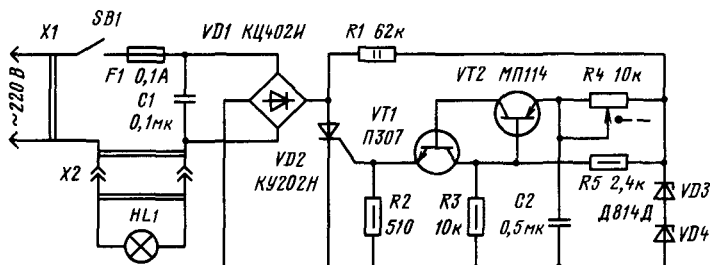 X1
SB1
~220 В
F1 0,1А
C1
0,1мк
VD1 КЦ402И
R1 62к
VT2 МП114
R4 10к
VT1
П307
VD2
КУ202Н
X2
HL1
R2
510
R3
10к
C2
0,5мк
R5 2,4к
Д814Д
VD3
VD4